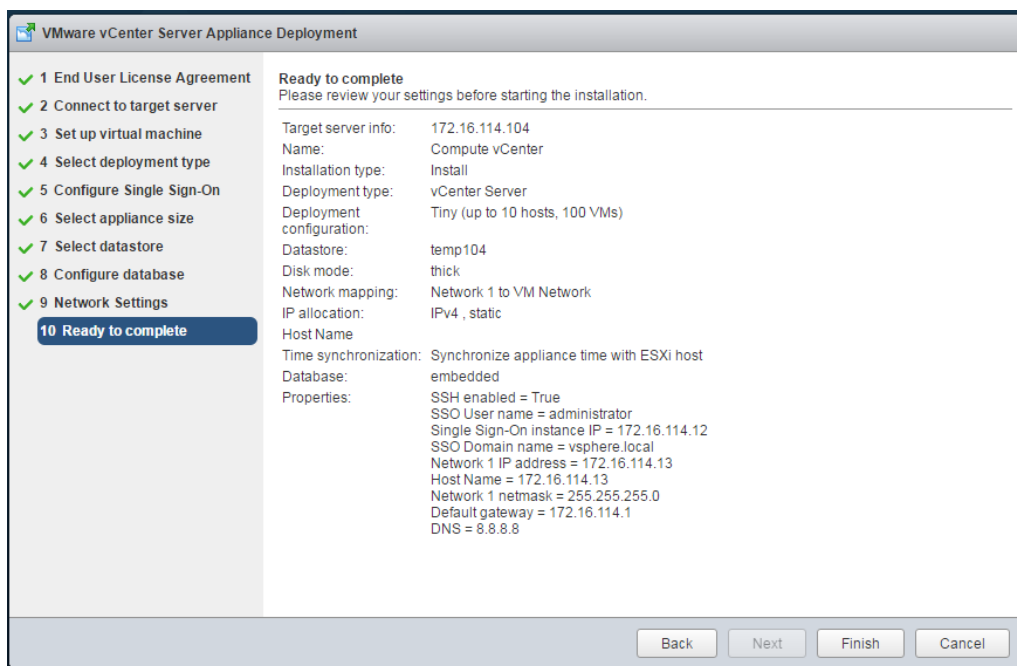 VMware vCenter Server Appliance Deployment
1 End User License Agreement
2 Connect to target server
3 Set up virtual machine
4 Select deployment type
5 Configure Single Sign-On
6 Select appliance size
7 Select datastore
8 Configure database
9 Network Settings
10 Ready to complete
Ready to complete
Please review your settings before starting the installation.
Target server info: 172.16.114.104
Name: Compute vCenter
Installation type: Install
Deployment type: vCenter Server
Deployment configuration: Tiny (up to 10 hosts, 100 VMs)
Datastore: temp104
Disk mode: thick
Network mapping: Network 1 to VM Network
IP allocation: IPv4 , static
Host Name
Time synchronization: Synchronize appliance time with ESXi host
Database: embedded
Properties: SSH enabled = True
SSO User name = administrator
Single Sign-On instance IP = 172.16.114.12
SSO Domain name = vsphere.local
Network 1 IP address = 172.16.114.13
Host Name = 172.16.114.13
Network 1 netmask = 255.255.255.0
Default gateway = 172.16.114.1
DNS = 8.8.8.8
Back Next Finish Cancel